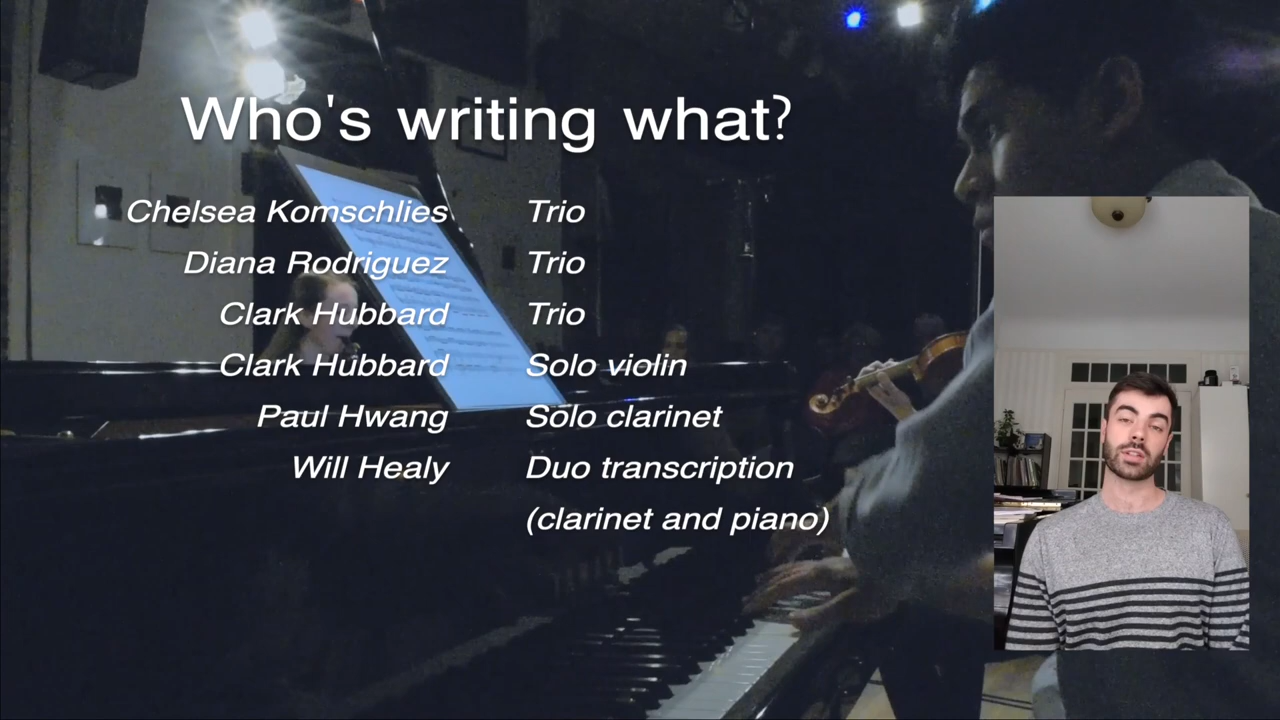 Who's writing what?
Chelsea Komschlies Trio
Diana Rodriguez Trio
Clark Hubbard Trio
Clark Hubbard Solo violin
Paul Hwang Solo clarinet
Will Healy Duo transcription
(clarinet and piano)